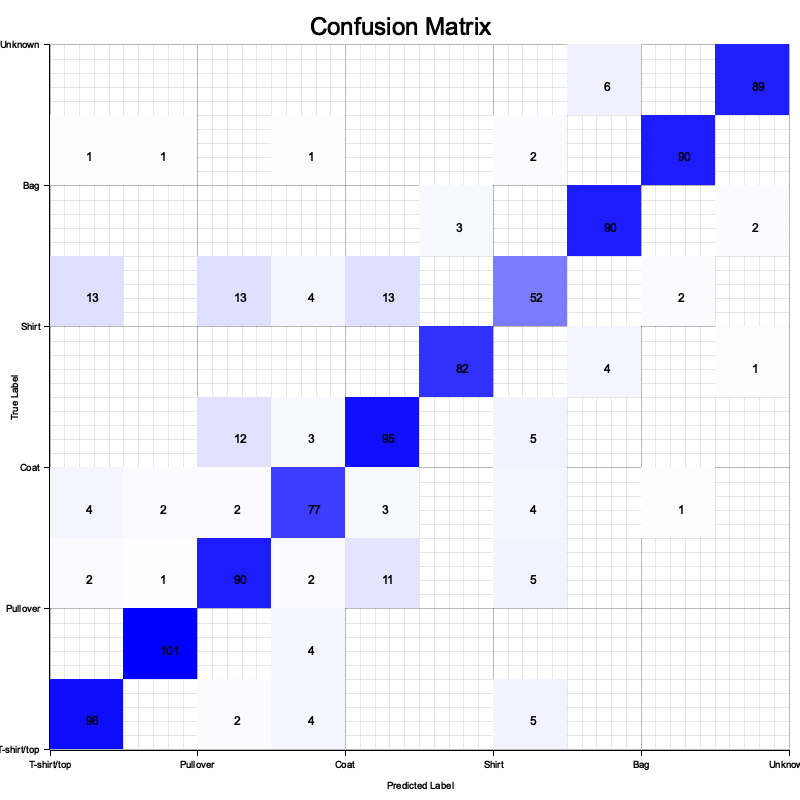 Confusion Matrix
Unknown
6 89
1 1 1 2 90
Bag
3 90 2
13 13 4 13 52 2
Shirt
82 4 1
True Label
12 3 95 5
Coat
4 2 2 77 3 4 1
2 1 90 2 11 5
Pullover
101 4
96 2 4 5
T-shirt/top
T-shirt/top Pullover Coat Shirt Bag Unknow
Predicted Label